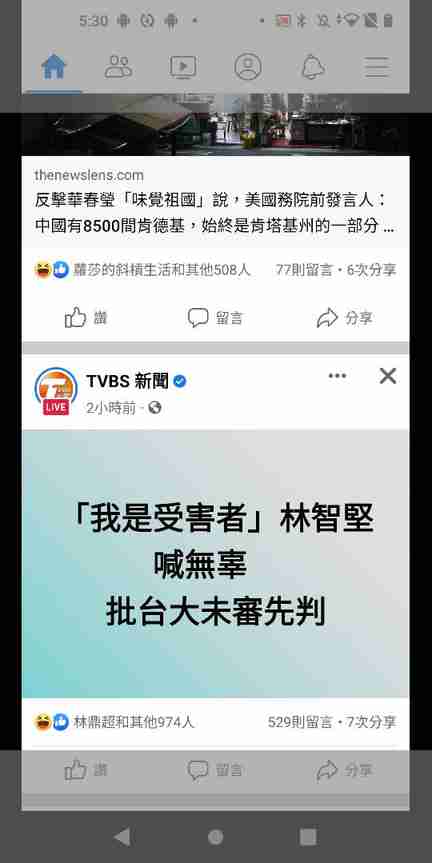 5:30
thenewslens.com
反擊華春瑩「味覺祖國」說，美國務院前發言人：
中國有8500間肯德基，始終是肯塔基州的一部分 ...
蘿莎的斜槓生活和其他508人 77則留言・6次分享
讚 留言 分享
TVBS 新聞
LIVE
2小時前 ·
「我是受害者」林智堅
喊無辜
批台大未審先判
林鼎超和其他974人 529則留言・7次分享
讚 留言 分享